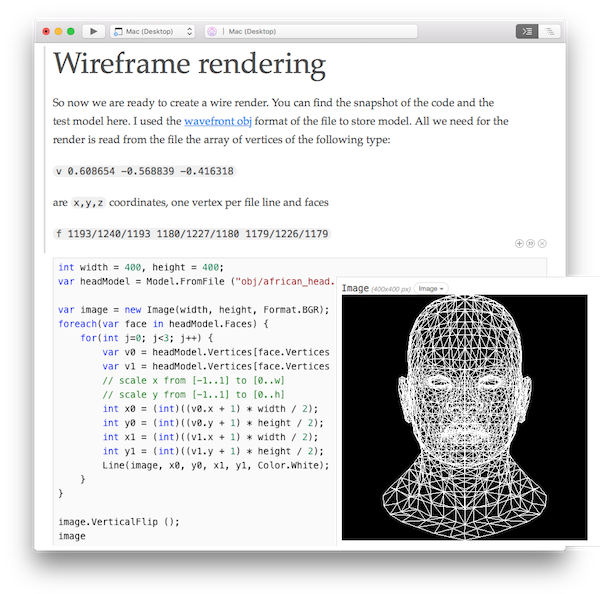 Mac (Desktop) | Mac (Desktop)
Wireframe rendering
So now we are ready to create a wire render. You can find the snapshot of the code and the
test model here. I used the wavefront obj format of the file to store model. All we need for the
render is read from the file the array of vertices of the following type:
v 0.608654 -0.568839 -0.416318
are x,y,z coordinates, one vertex per file line and faces
f 1193/1240/1193 1180/1227/1180 1179/1226/1179
int width = 400, height = 400;
var headModel = Model.FromFile ("obj/african_head.
var image = new Image(width, height, Format.BGR);
foreach(var face in headModel.Faces) {
for(int j=0; j<3; j++) {
var v0 = headModel.Vertices[face.Vertices
var v1 = headModel.Vertices[face.Vertices
// scale x from [-1..1] to [0..w]
// scale y from [-1..1] to [0..h]
int x0 = (int)((v0.x + 1) * width / 2);
int y0 = (int)((v0.y + 1) * height / 2);
int x1 = (int)((v1.x + 1) * width / 2);
int y1 = (int)((v1.y + 1) * height / 2);
Line(image, x0, y0, x1, y1, Color.White);
}
}
image.VerticalFlip ();
image
Image (400x400 px) Image